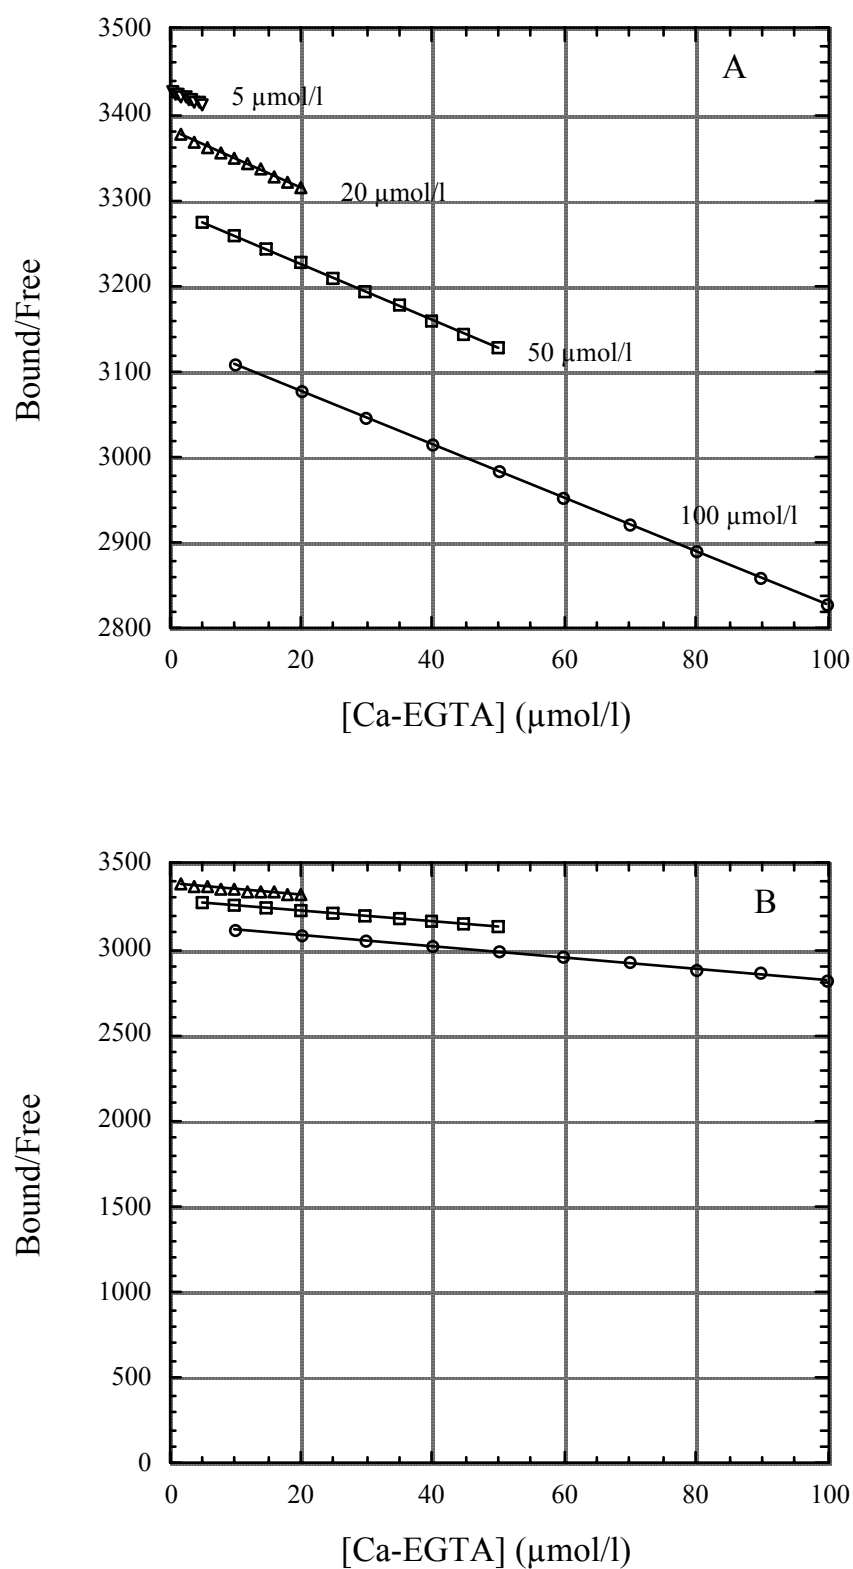 3500
A
5 µmol/l
3400
3300
20 µmol/l
3200
50 µmol/l
3100
3000
100 µmol/l
2900
2800
Bound/Free
0 20 40 60 80 100
[Ca-EGTA] (µmol/l)
3500
B
3000
2500
2000
1500
1000
500
0
Bound/Free
0 20 40 60 80 100
[Ca-EGTA] (µmol/l)